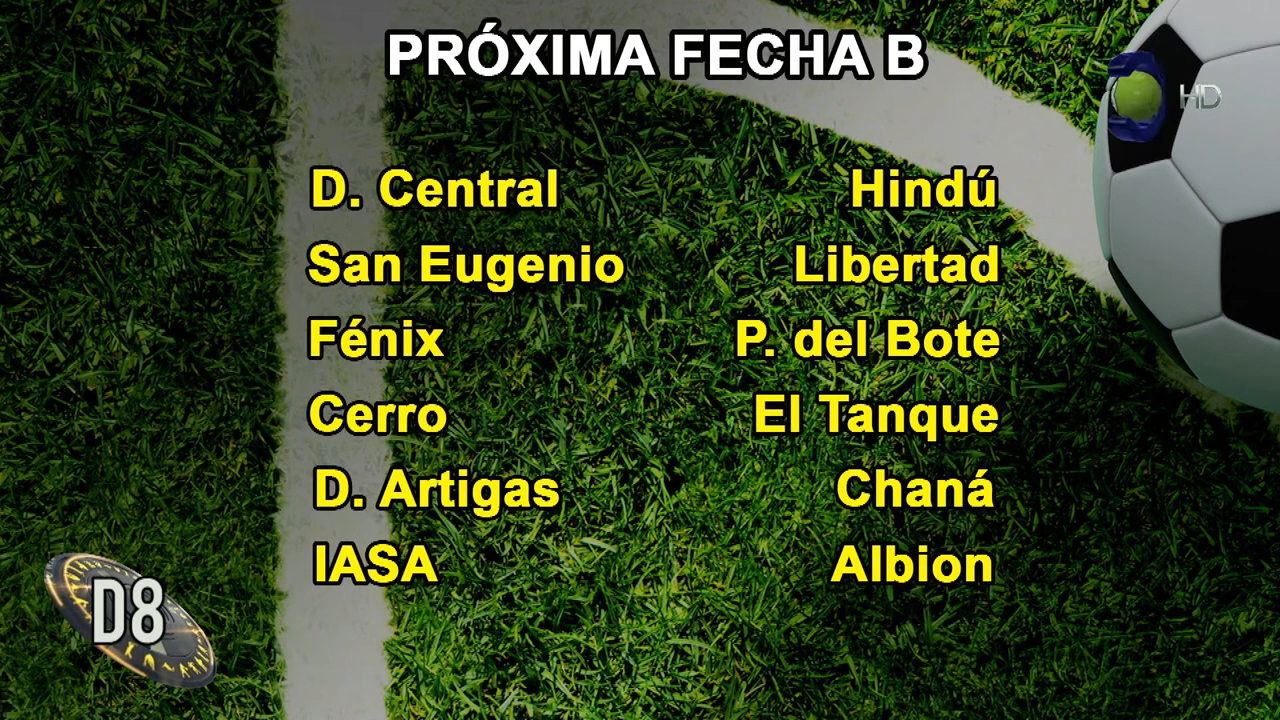 PRÓXIMA FECHA B
HD
D. Central Hindú
San Eugenio Libertad
Fénix P. del Bote
Cerro El Tanque
D. Artigas Chaná
IASA Albion
D8